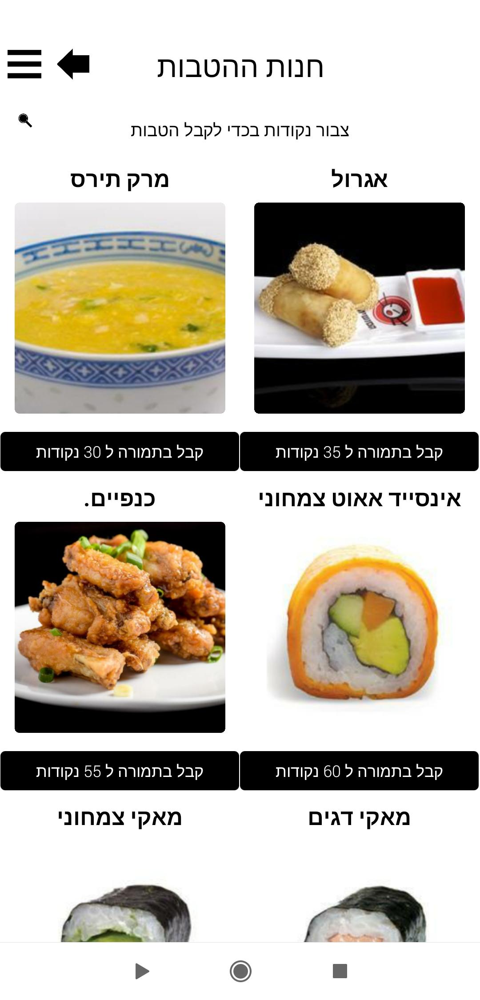 חנות ההטבות
צבור נקודות בכדי לקבל הטבות
אגרול
מרק תירס
קבל בתמורה ל 35 נקודות
קבל בתמורה ל 30 נקודות
אינסייד אאוט צמחוני
כנפיים.
קבל בתמורה ל 60 נקודות
קבל בתמורה ל 55 נקודות
מאקי דגים
מאקי צמחוני